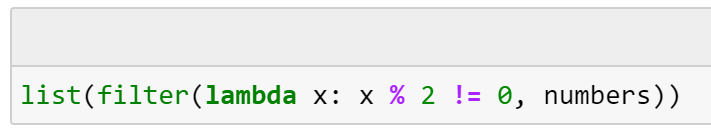 list(filter(lambda x: x % 2 != 0, numbers))